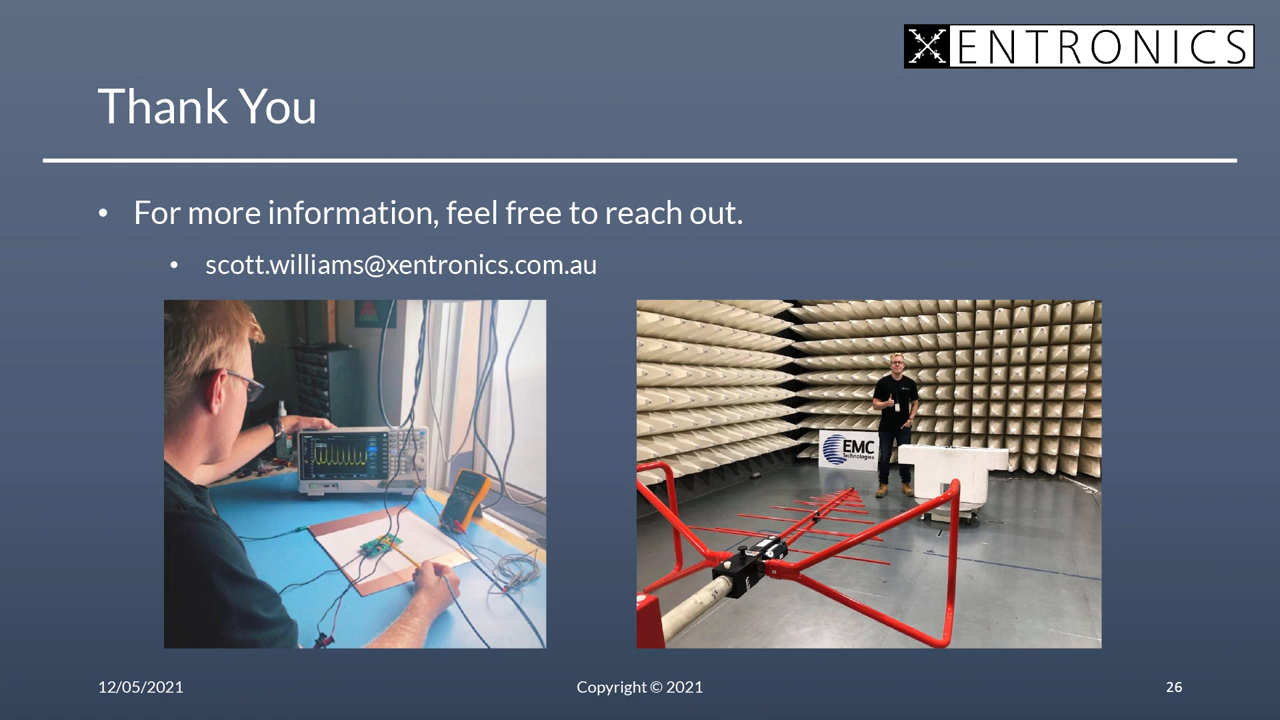 XENTRONICS
Thank You
• For more information, feel free to reach out.
• scott.williams@xentronics.com.au
EMC
Technologies
12/05/2021
Copyright © 2021
26